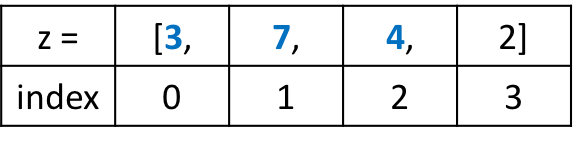 z = [3, 7, 4, 2]
index 0 1 2 3